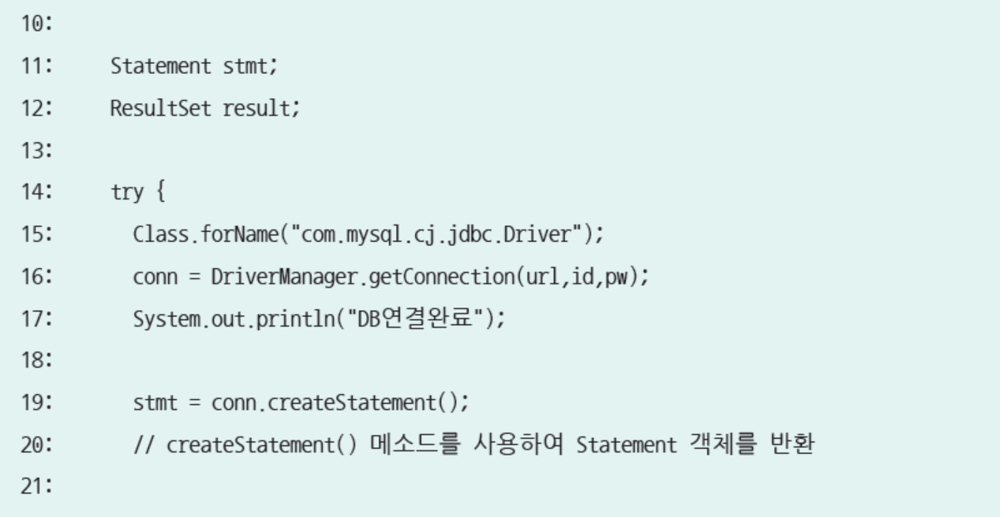 10:
11: Statement stmt;
12: ResultSet result;
13:
14: try {
15: Class.forName("com.mysql.cj.jdbc.Driver");
16: conn = DriverManager.getConnection(url,id,pw);
17: System.out.println("DB연결완료");
18:
19: stmt = conn.createStatement();
20: // createStatement() 메소드를 사용하여 Statement 객체를 반환
21: